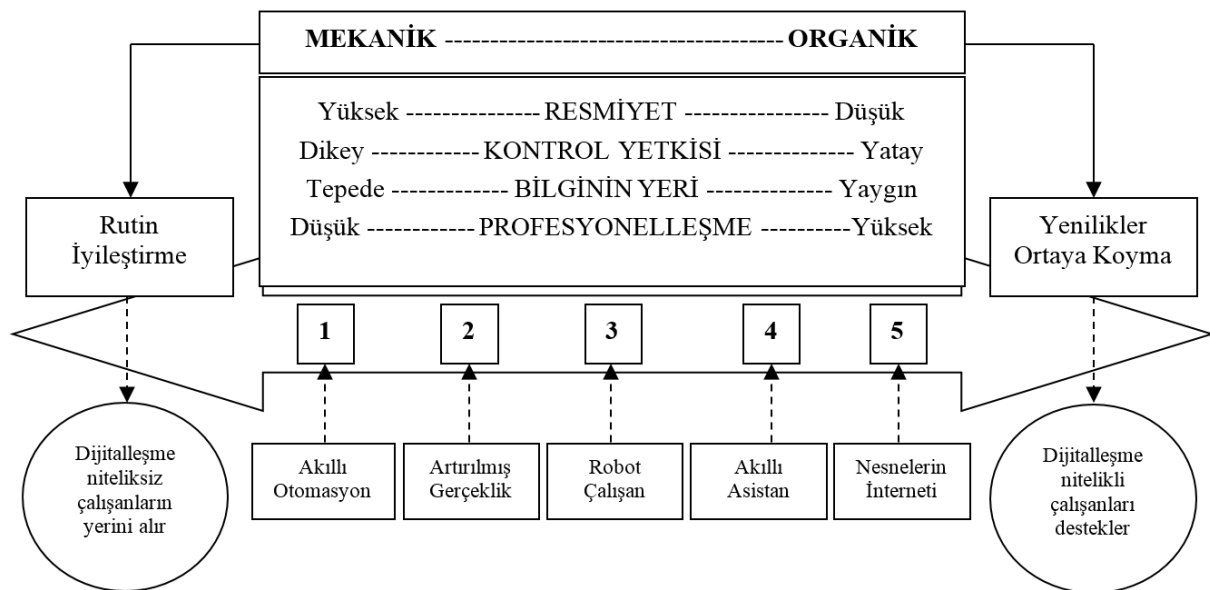 MEKANİK ------------------------------------ ORGANİK
Yüksek ------------- RESMİYET --------------- Düşük
Dikey ----------- KONTROL YETKİSİ ------------ Yatay
Tepede ------------ BİLGİNİN YERİ ------------ Yaygın
Düşük ----------- PROFESYONELLEŞME ----------Yüksek
Rutin
İyileştirme
Yenilikler
Ortaya Koyma
1
2
3
4
5
Dijitalleşme
niteliksiz
çalışanların
yerini alır
Akıllı
Otomasyon
Artırılmış
Gerçeklik
Robot
Çalışan
Akıllı
Asistan
Nesnelerin
İnterneti
Dijitalleşme
nitelikli
çalışanları
destekler